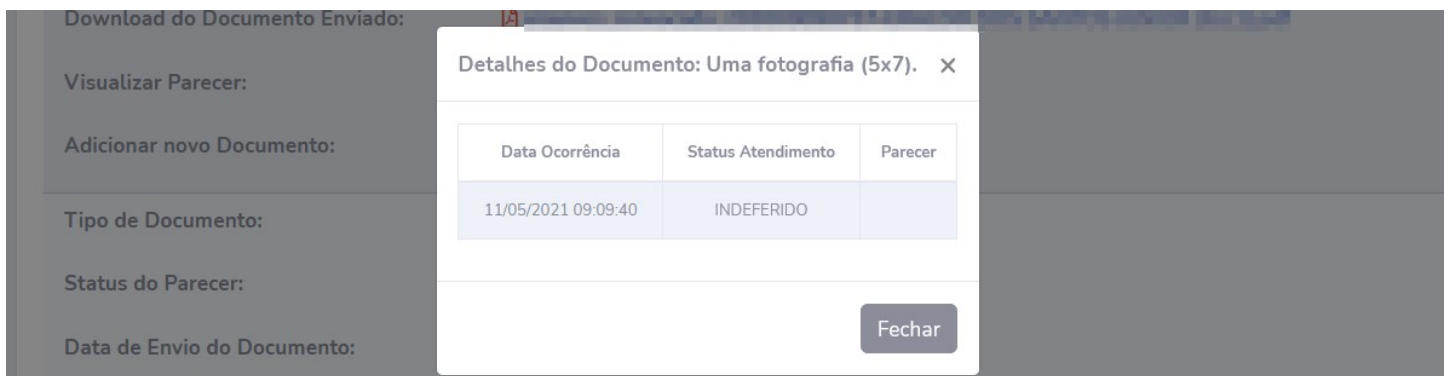 Download do Documento Enviado:
Detalhes do Documento: Uma fotografia (5x7). ×
Visualizar Parecer:
Adicionar novo Documento:
Data Ocorrência Status Atendimento Parecer
11/05/2021 09:09:40 INDEFERIDO
Tipo de Documento:
Status do Parecer:
Fechar
Data de Envio do Documento: